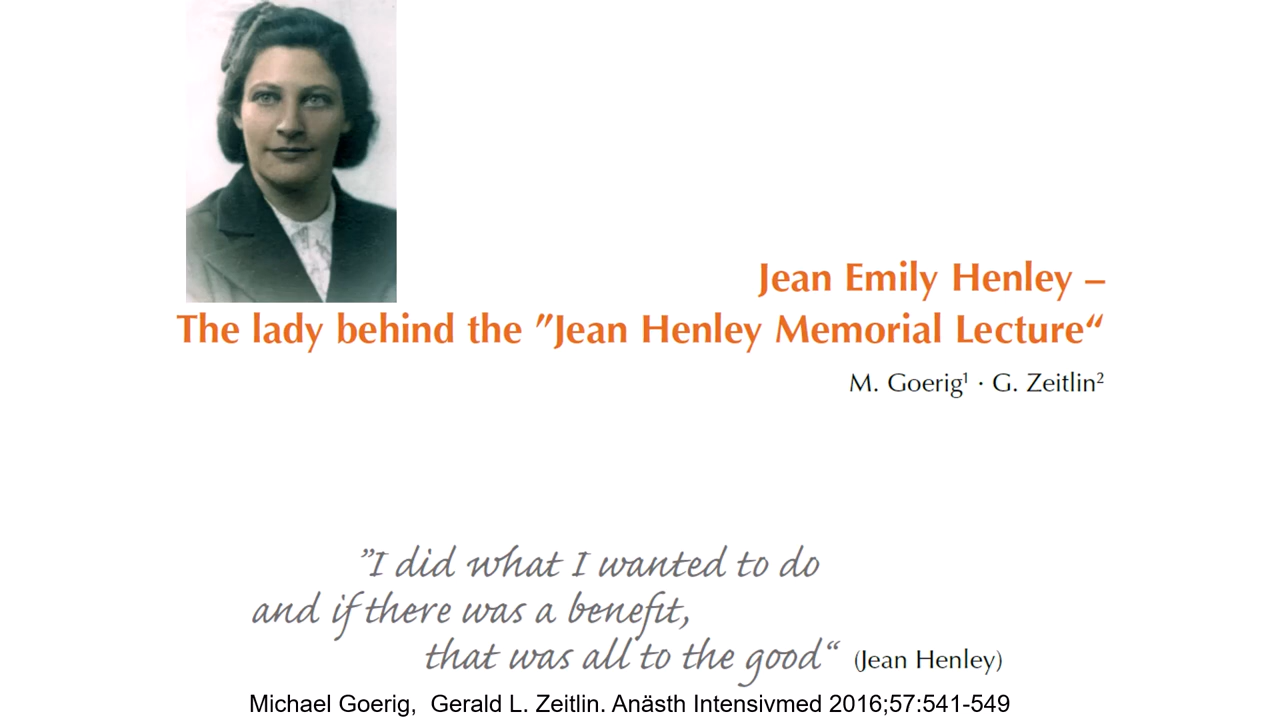 Jean Emily Henley –
The lady behind the ”Jean Henley Memorial Lecture“
M. Goerig¹ · G. Zeitlin²
”I did what I wanted to do
and if there was a benefit,
that was all to the good“ (Jean Henley)
Michael Goerig,  Gerald L. Zeitlin. Anästh Intensivmed 2016;57:541-549